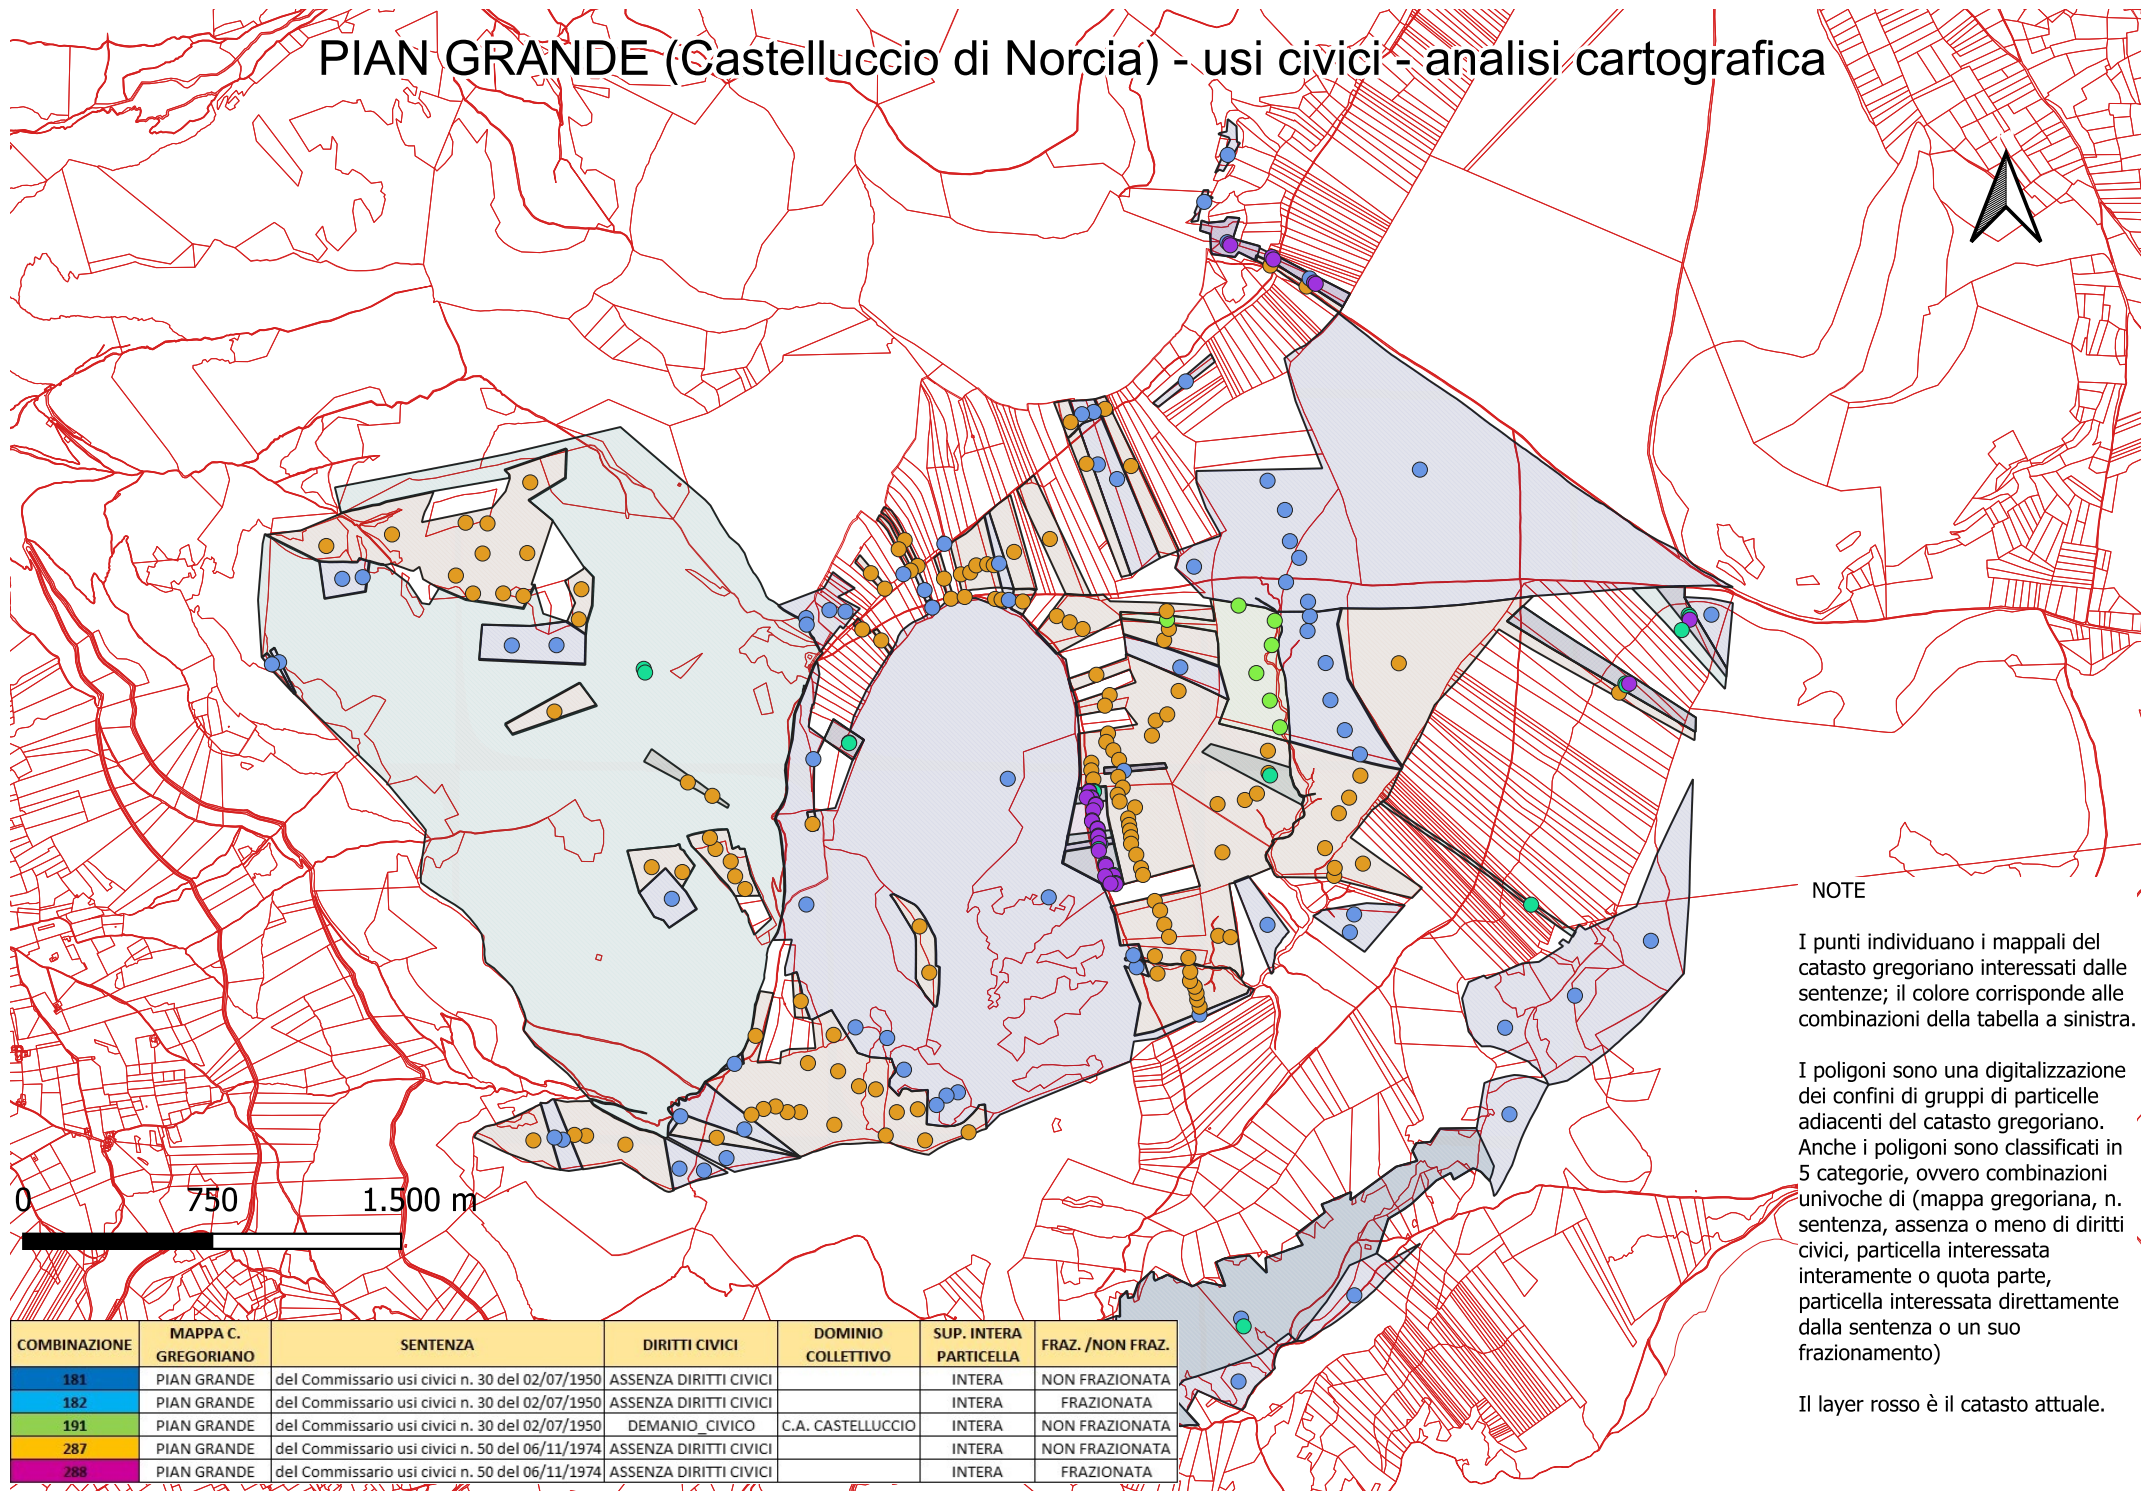 PIAN GRANDE (Castelluccio di Norcia) - usi civici - analisi cartografica
NOTE
I punti individuano i mappali del
catasto gregoriano interessati dalle
sentenze; il colore corrisponde alle
combinazioni della tabella a sinistra.
I poligoni sono una digitalizzazione
dei confini di gruppi di particelle
adiacenti del catasto gregoriano.
Anche i poligoni sono classificati in
5 categorie, ovvero combinazioni
univoche di (mappa gregoriana, n.
sentenza, assenza o meno di diritti
civici, particella interessata
interamente o quota parte,
particella interessata direttamente
dalla sentenza o un suo
frazionamento)
Il layer rosso è il catasto attuale.
0 750 1.500 m
COMBINAZIONE MAPPA C. GREGORIANO SENTENZA DIRITTI CIVICI DOMINIO COLLETTIVO SUP. INTERA PARTICELLA FRAZ. /NON FRAZ.
181 PIAN GRANDE del Commissario usi civici n. 30 del 02/07/1950 ASSENZA DIRITTI CIVICI INTERA NON FRAZIONATA
182 PIAN GRANDE del Commissario usi civici n. 30 del 02/07/1950 ASSENZA DIRITTI CIVICI INTERA FRAZIONATA
191 PIAN GRANDE del Commissario usi civici n. 30 del 02/07/1950 DEMANIO_CIVICO C.A. CASTELLUCCIO INTERA NON FRAZIONATA
287 PIAN GRANDE del Commissario usi civici n. 50 del 06/11/1974 ASSENZA DIRITTI CIVICI INTERA NON FRAZIONATA
288 PIAN GRANDE del Commissario usi civici n. 50 del 06/11/1974 ASSENZA DIRITTI CIVICI INTERA FRAZIONATA